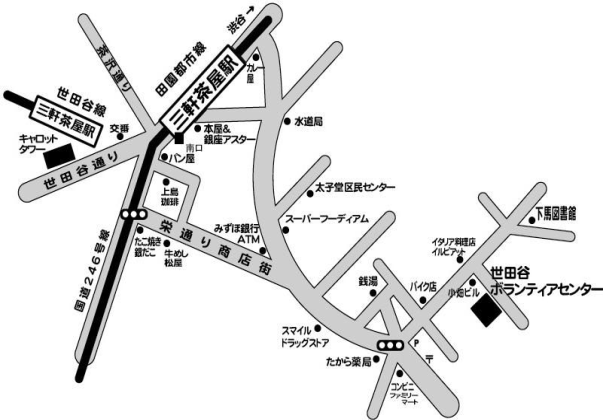 渋谷→
茶沢通り
田園都市線
三軒茶屋駅
カレー
屋
世田谷線
三軒茶屋駅
キャロット
タワー
交番
世田谷通り
南口
本屋&
銀座アスター
水道局
パン屋
上島
珈琲
太子堂区民センター
スーパーフーディアム
みずほ銀行
ATM
栄通り商店街
たこ焼き
銀だこ
牛めし
松屋
国道246号線
下馬図書館
イタリア料理店
イルピアット
世田谷
ボランティアセンター
小畑ビル
バイク店
銭湯
スマイル
ドラッグストア
たから薬局
P
〒
コンビニ
ファミリー
マート